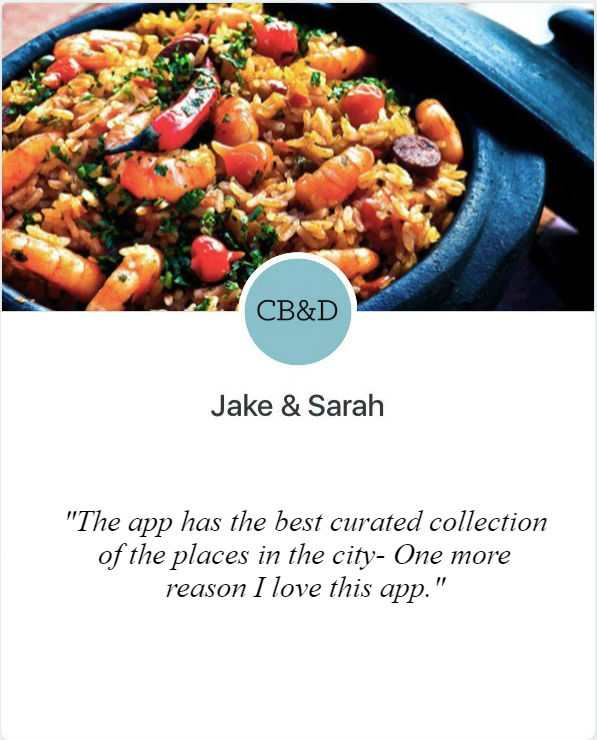 CB&D
Jake & Sarah
"The app has the best curated collection
of the places in the city- One more
reason I love this app."